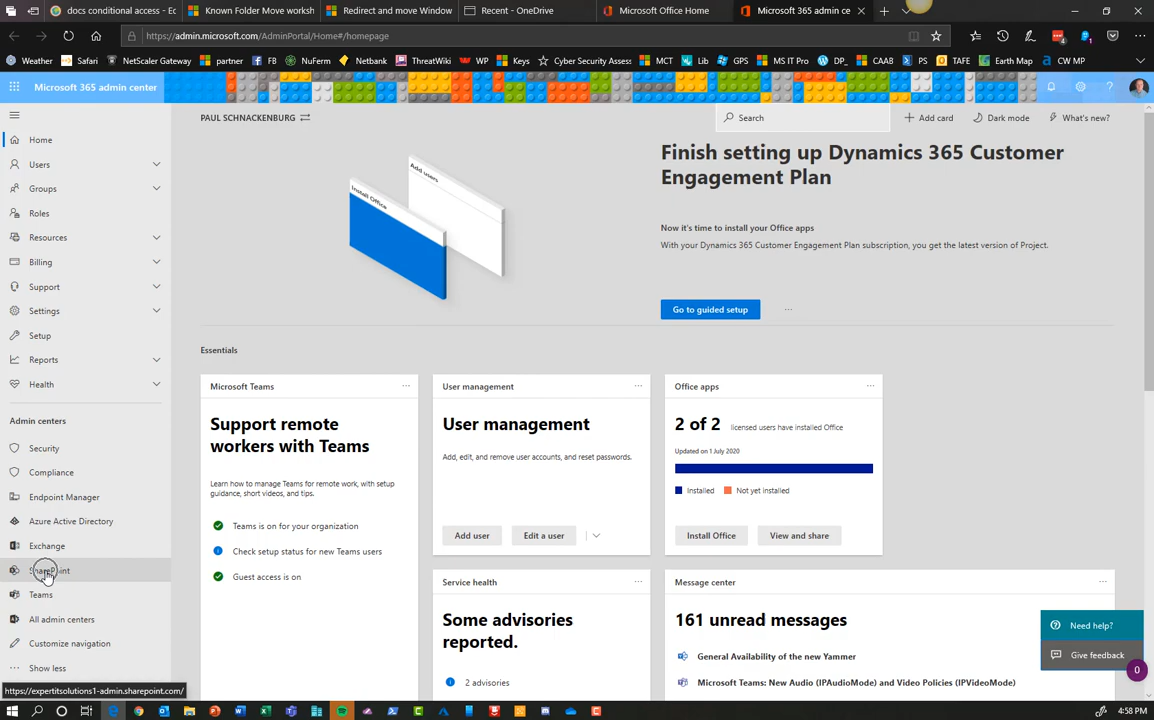 docs conditional access - Ec
Known Folder Move worksh
Redirect and move Window
Recent - OneDrive
Microsoft Office Home
Microsoft 365 admin ce
https://admin.microsoft.com/AdminPortal/Home#/homepage
Weather
Safari
NetScaler Gateway
partner
FB
NuFerm
Netbank
ThreatWiki
WP
Keys
Cyber Security Assess
MCT
Lib
GPS
MS IT Pro
DP_
CAAB
PS
TAFE
Earth Map
CW MP
Microsoft 365 admin center
PAUL SCHNACKENBURG
Search
Add card
Dark mode
What's new?
Home
Users
Groups
Roles
Resources
Billing
Support
Settings
Setup
Reports
Health
Admin centers
Security
Compliance
Endpoint Manager
Azure Active Directory
Exchange
SharePoint
Teams
All admin centers
Customize navigation
Show less
https://expertitsolutions1-admin.sharepoint.com/
Add users
Install Office
Finish setting up Dynamics 365 Customer
Engagement Plan
Now it's time to install your Office apps
With your Dynamics 365 Customer Engagement Plan subscription, you get the latest version of Project.
Go to guided setup
Essentials
Microsoft Teams
Support remote
workers with Teams
Learn how to manage Teams for remote work, with setup
guidance, short videos, and tips.
Teams is on for your organization
Check setup status for new Teams users
Guest access is on
User management
User management
Add, edit, and remove user accounts, and reset passwords.
Add user
Edit a user
Office apps
2 of 2 licensed users have installed Office
Updated on 1 July 2020
Installed
Not yet installed
Install Office
View and share
Service health
Some advisories
reported.
2 advisories
Message center
161 unread messages
General Availability of the new Yammer
Microsoft Teams: New Audio (IPAudioMode) and Video Policies (IPVideoMode)
Need help?
Give feedback
0
4:58 PM